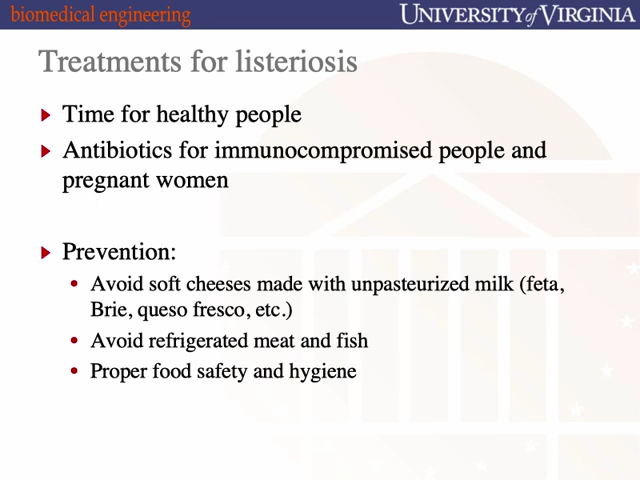 biomedical engineering
UNIVERSITY of VIRGINIA
Treatments for listeriosis
Time for healthy people
Antibiotics for immunocompromised people and
pregnant women
Prevention:
• Avoid soft cheeses made with unpasteurized milk (feta,
Brie, queso fresco, etc.)
• Avoid refrigerated meat and fish
• Proper food safety and hygiene